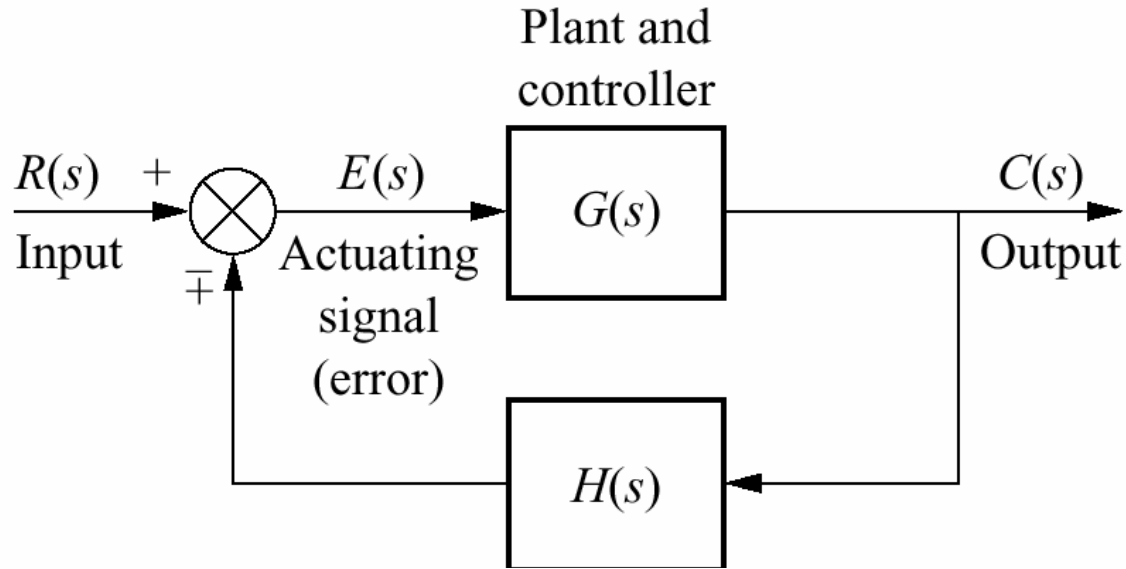 Plant and
controller
R(s)
+
E(s)
G(s)
C(s)
Input
∓
Actuating
signal
(error)
Output
H(s)